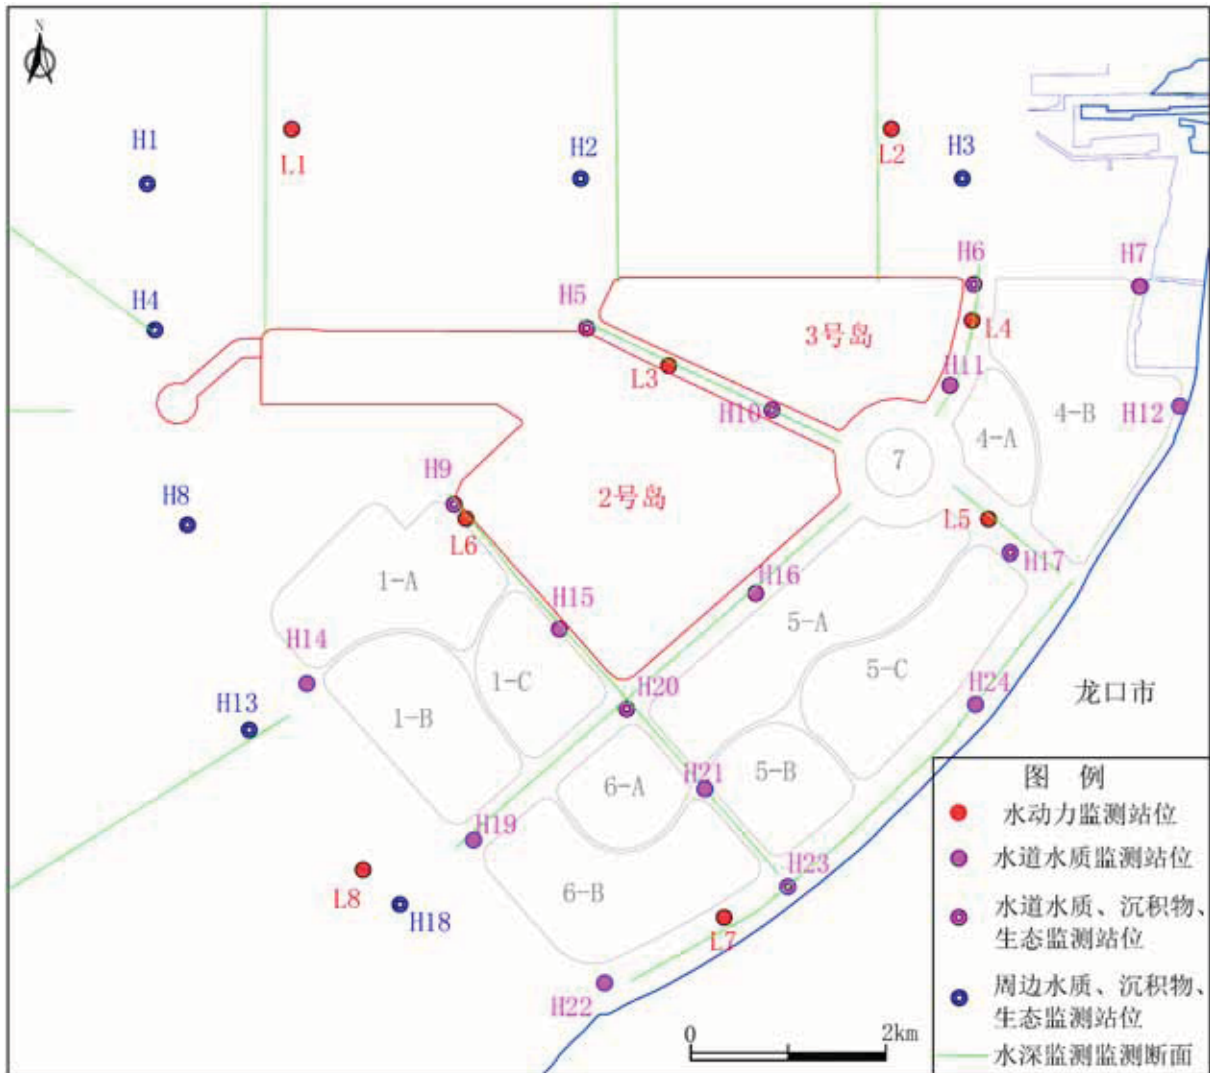 N
H1
L1
H2
L2
H3
H6
H7
H4
H5
3号岛
L4
L3
H11
H10
4-B
H12
4-A
7
H9
2号岛
H8
L6
L5
H17
1-A
H16
H15
5-A
H14
1-C
H20
5-C
H24
龙口市
H13
1-B
6-A
H21
5-B
H19
L8
H18
6-B
H23
L7
H22
0
2km
图 例
水动力监测站位
水道水质监测站位
水道水质、沉积物、
生态监测站位
周边水质、沉积物、
生态监测站位
水深监测监测断面